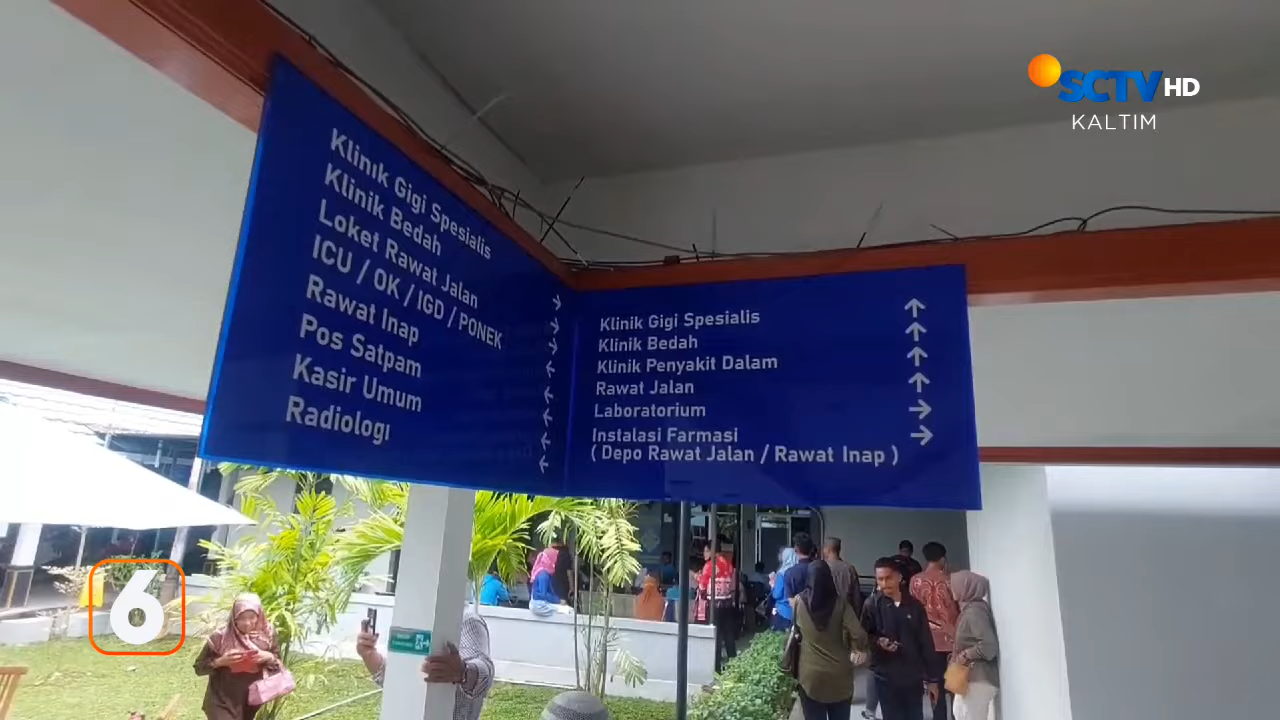 SCTV HD
KALTIM
Klinik Gigi Spesialis
Klinik Bedah
Loket Rawat Jalan
ICU / OK / IGD / PONEK
Rawat Inap
Pos Satpam
Kasir Umum
Radiologi
Klinik Gigi Spesialis
Klinik Bedah
Klinik Penyakit Dalam
Rawat Jalan
Laboratorium
Instalasi Farmasi
( Depo Rawat Jalan / Rawat Inap )
6